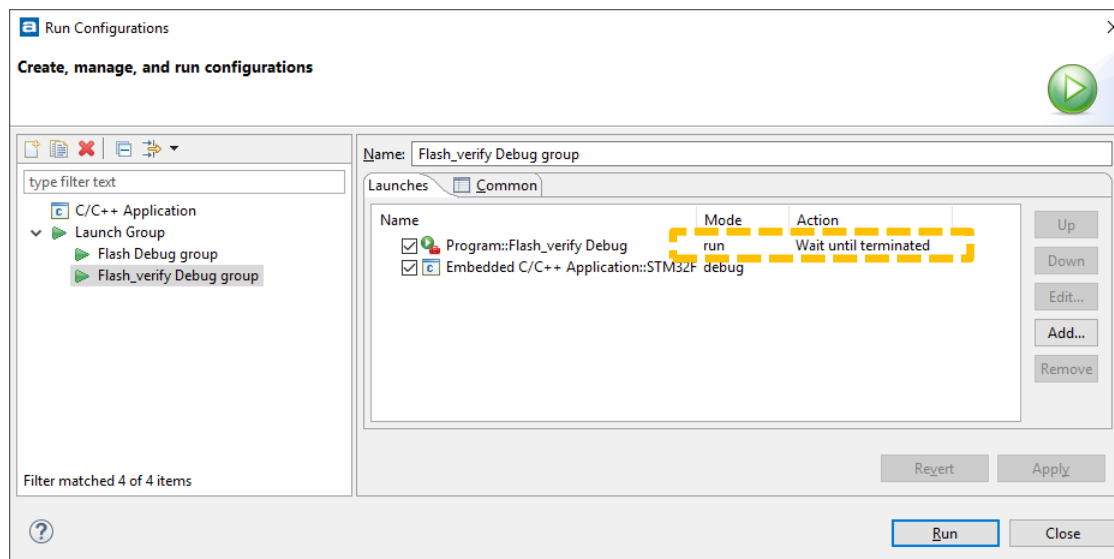 Run Configurations
Create, manage, and run configurations
type filter text
C/C++ Application
Launch Group
Flash Debug group
Flash_verify Debug group
Filter matched 4 of 4 items
Name: Flash_verify Debug group
Launches Common
Name Mode Action
Program::Flash_verify Debug run Wait until terminated
Embedded C/C++ Application::STM32F debug
Up
Down
Edit...
Add...
Remove
Revert Apply
Run Close